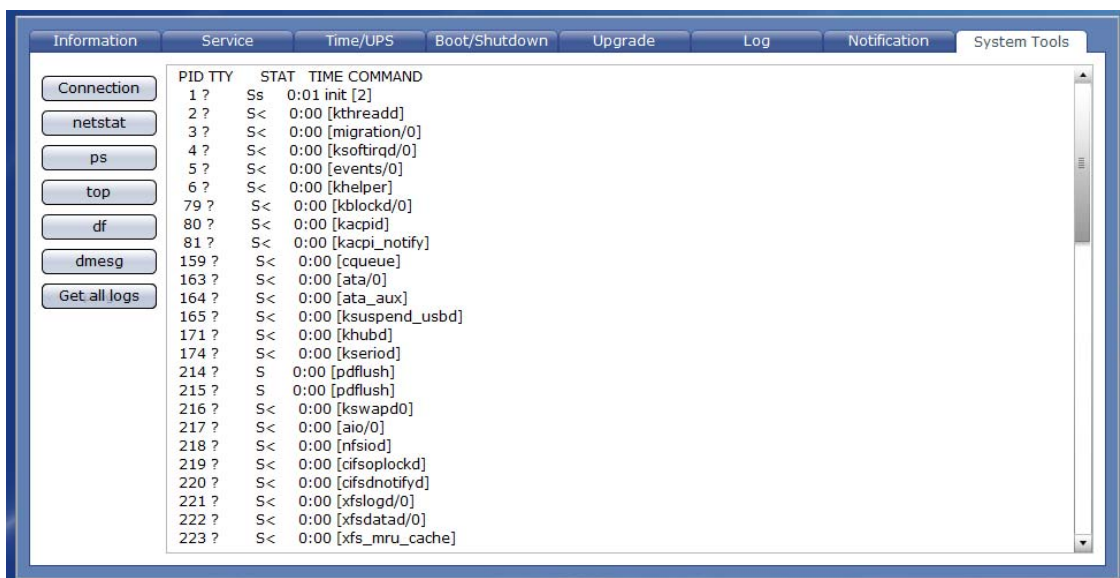 Information Service Time/UPS Boot/Shutdown Upgrade Log Notification System Tools
Connection
netstat
ps
top
df
dmesg
Get all logs
PID TTY STAT TIME COMMAND
1 ? Ss 0:01 init [2]
2 ? S< 0:00 [kthreadd]
3 ? S< 0:00 [migration/0]
4 ? S< 0:00 [ksoftirqd/0]
5 ? S< 0:00 [events/0]
6 ? S< 0:00 [khelper]
79 ? S< 0:00 [kblockd/0]
80 ? S< 0:00 [kacpid]
81 ? S< 0:00 [kacpi_notify]
159 ? S< 0:00 [cqueue]
163 ? S< 0:00 [ata/0]
164 ? S< 0:00 [ata_aux]
165 ? S< 0:00 [ksuspend_usbd]
171 ? S< 0:00 [khubd]
174 ? S< 0:00 [kseriod]
214 ? S 0:00 [pdflush]
215 ? S 0:00 [pdflush]
216 ? S< 0:00 [kswapd0]
217 ? S< 0:00 [aio/0]
218 ? S< 0:00 [nfsiod]
219 ? S< 0:00 [cifsoplockd]
220 ? S< 0:00 [cifsdnotifyd]
221 ? S< 0:00 [xfslogd/0]
222 ? S< 0:00 [xfsdatad/0]
223 ? S< 0:00 [xfs_mru_cache]